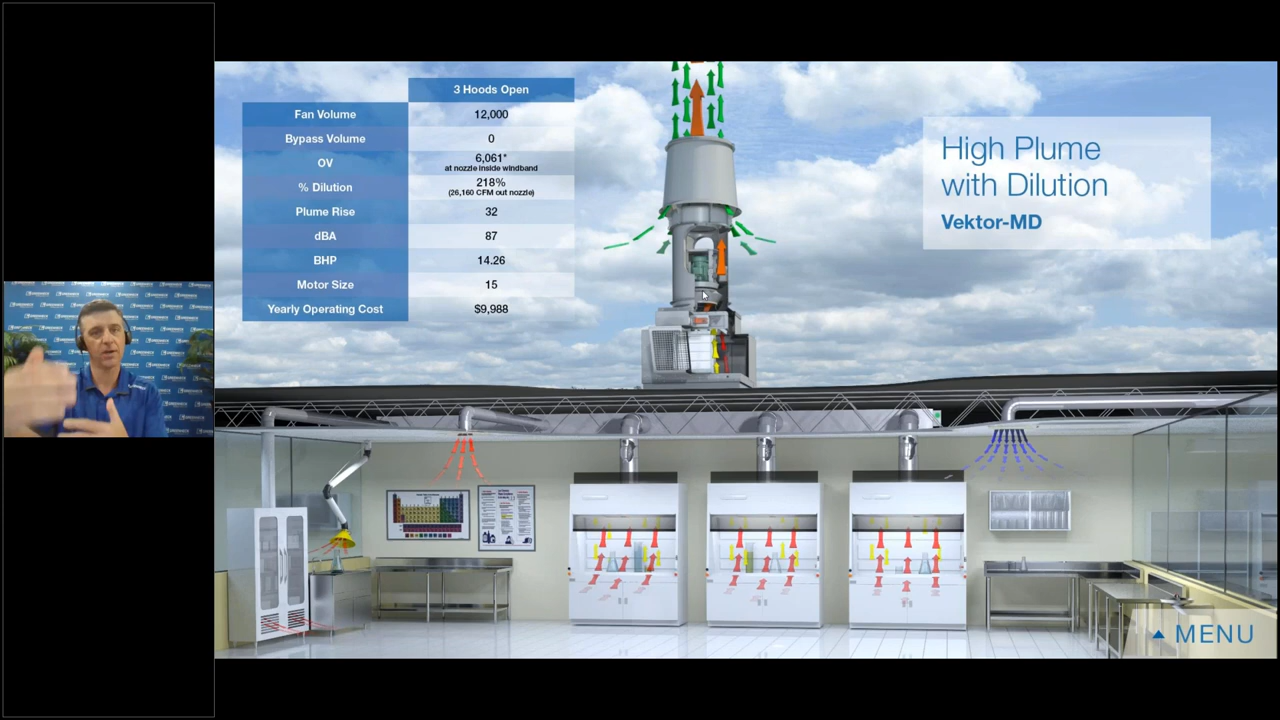 3 Hoods Open
Fan Volume 12,000
Bypass Volume 0
OV 6,061*
at nozzle inside windband
% Dilution 218%
(26,160 CFM out nozzle)
Plume Rise 32
dBA 87
BHP 14.26
Motor Size 15
Yearly Operating Cost $9,988
High Plume
with Dilution
Vektor-MD
MENU